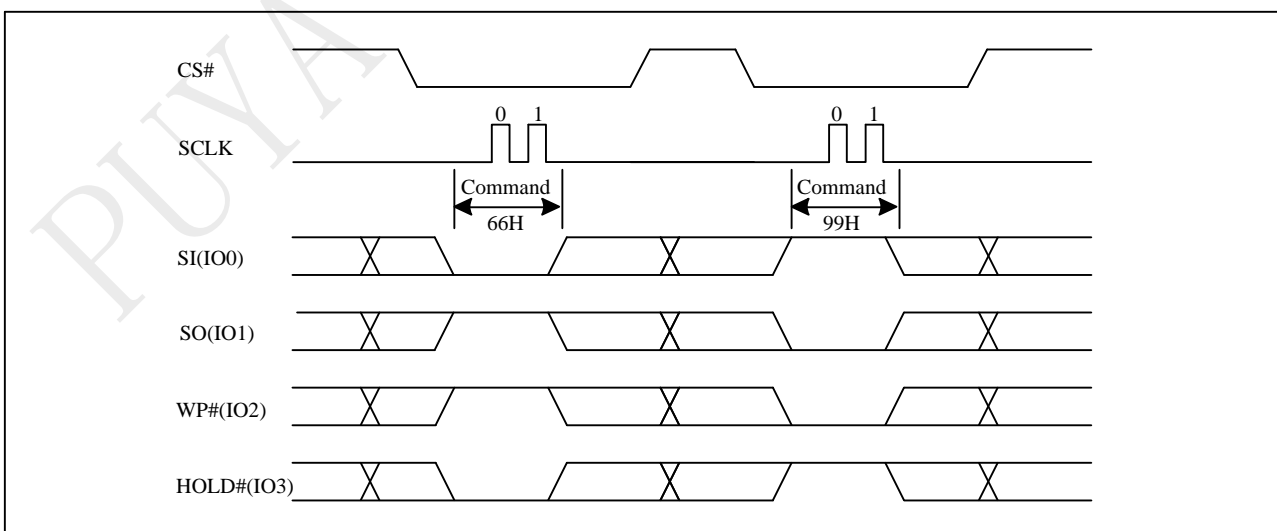 PUYA
CS#
0 1 0 1
SCLK
Command Command
66H 99H
SI(IO0)
SO(IO1)
WP#(IO2)
HOLD#(IO3)